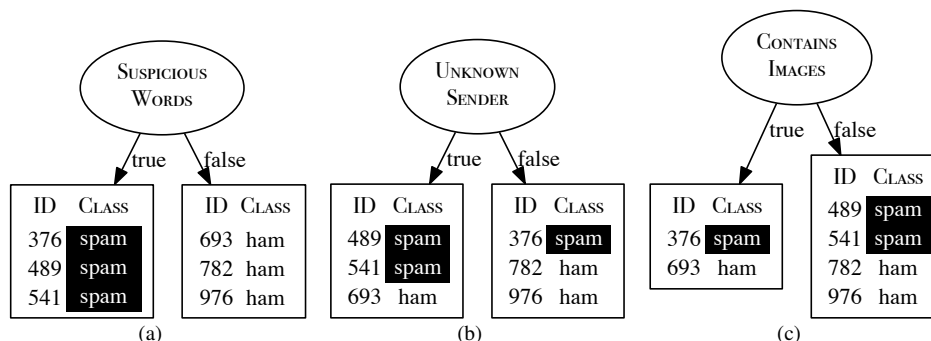 SUSPICIOUS
WORDS
true
false
ID CLASS
376 spam
489 spam
541 spam
ID CLASS
693 ham
782 ham
976 ham
(a)
UNKNOWN
SENDER
true
false
ID CLASS
489 spam
541 spam
693 ham
ID CLASS
376 spam
782 ham
976 ham
(b)
CONTAINS
IMAGES
true
false
ID CLASS
376 spam
693 ham
ID CLASS
489 spam
541 spam
782 ham
976 ham
(c)